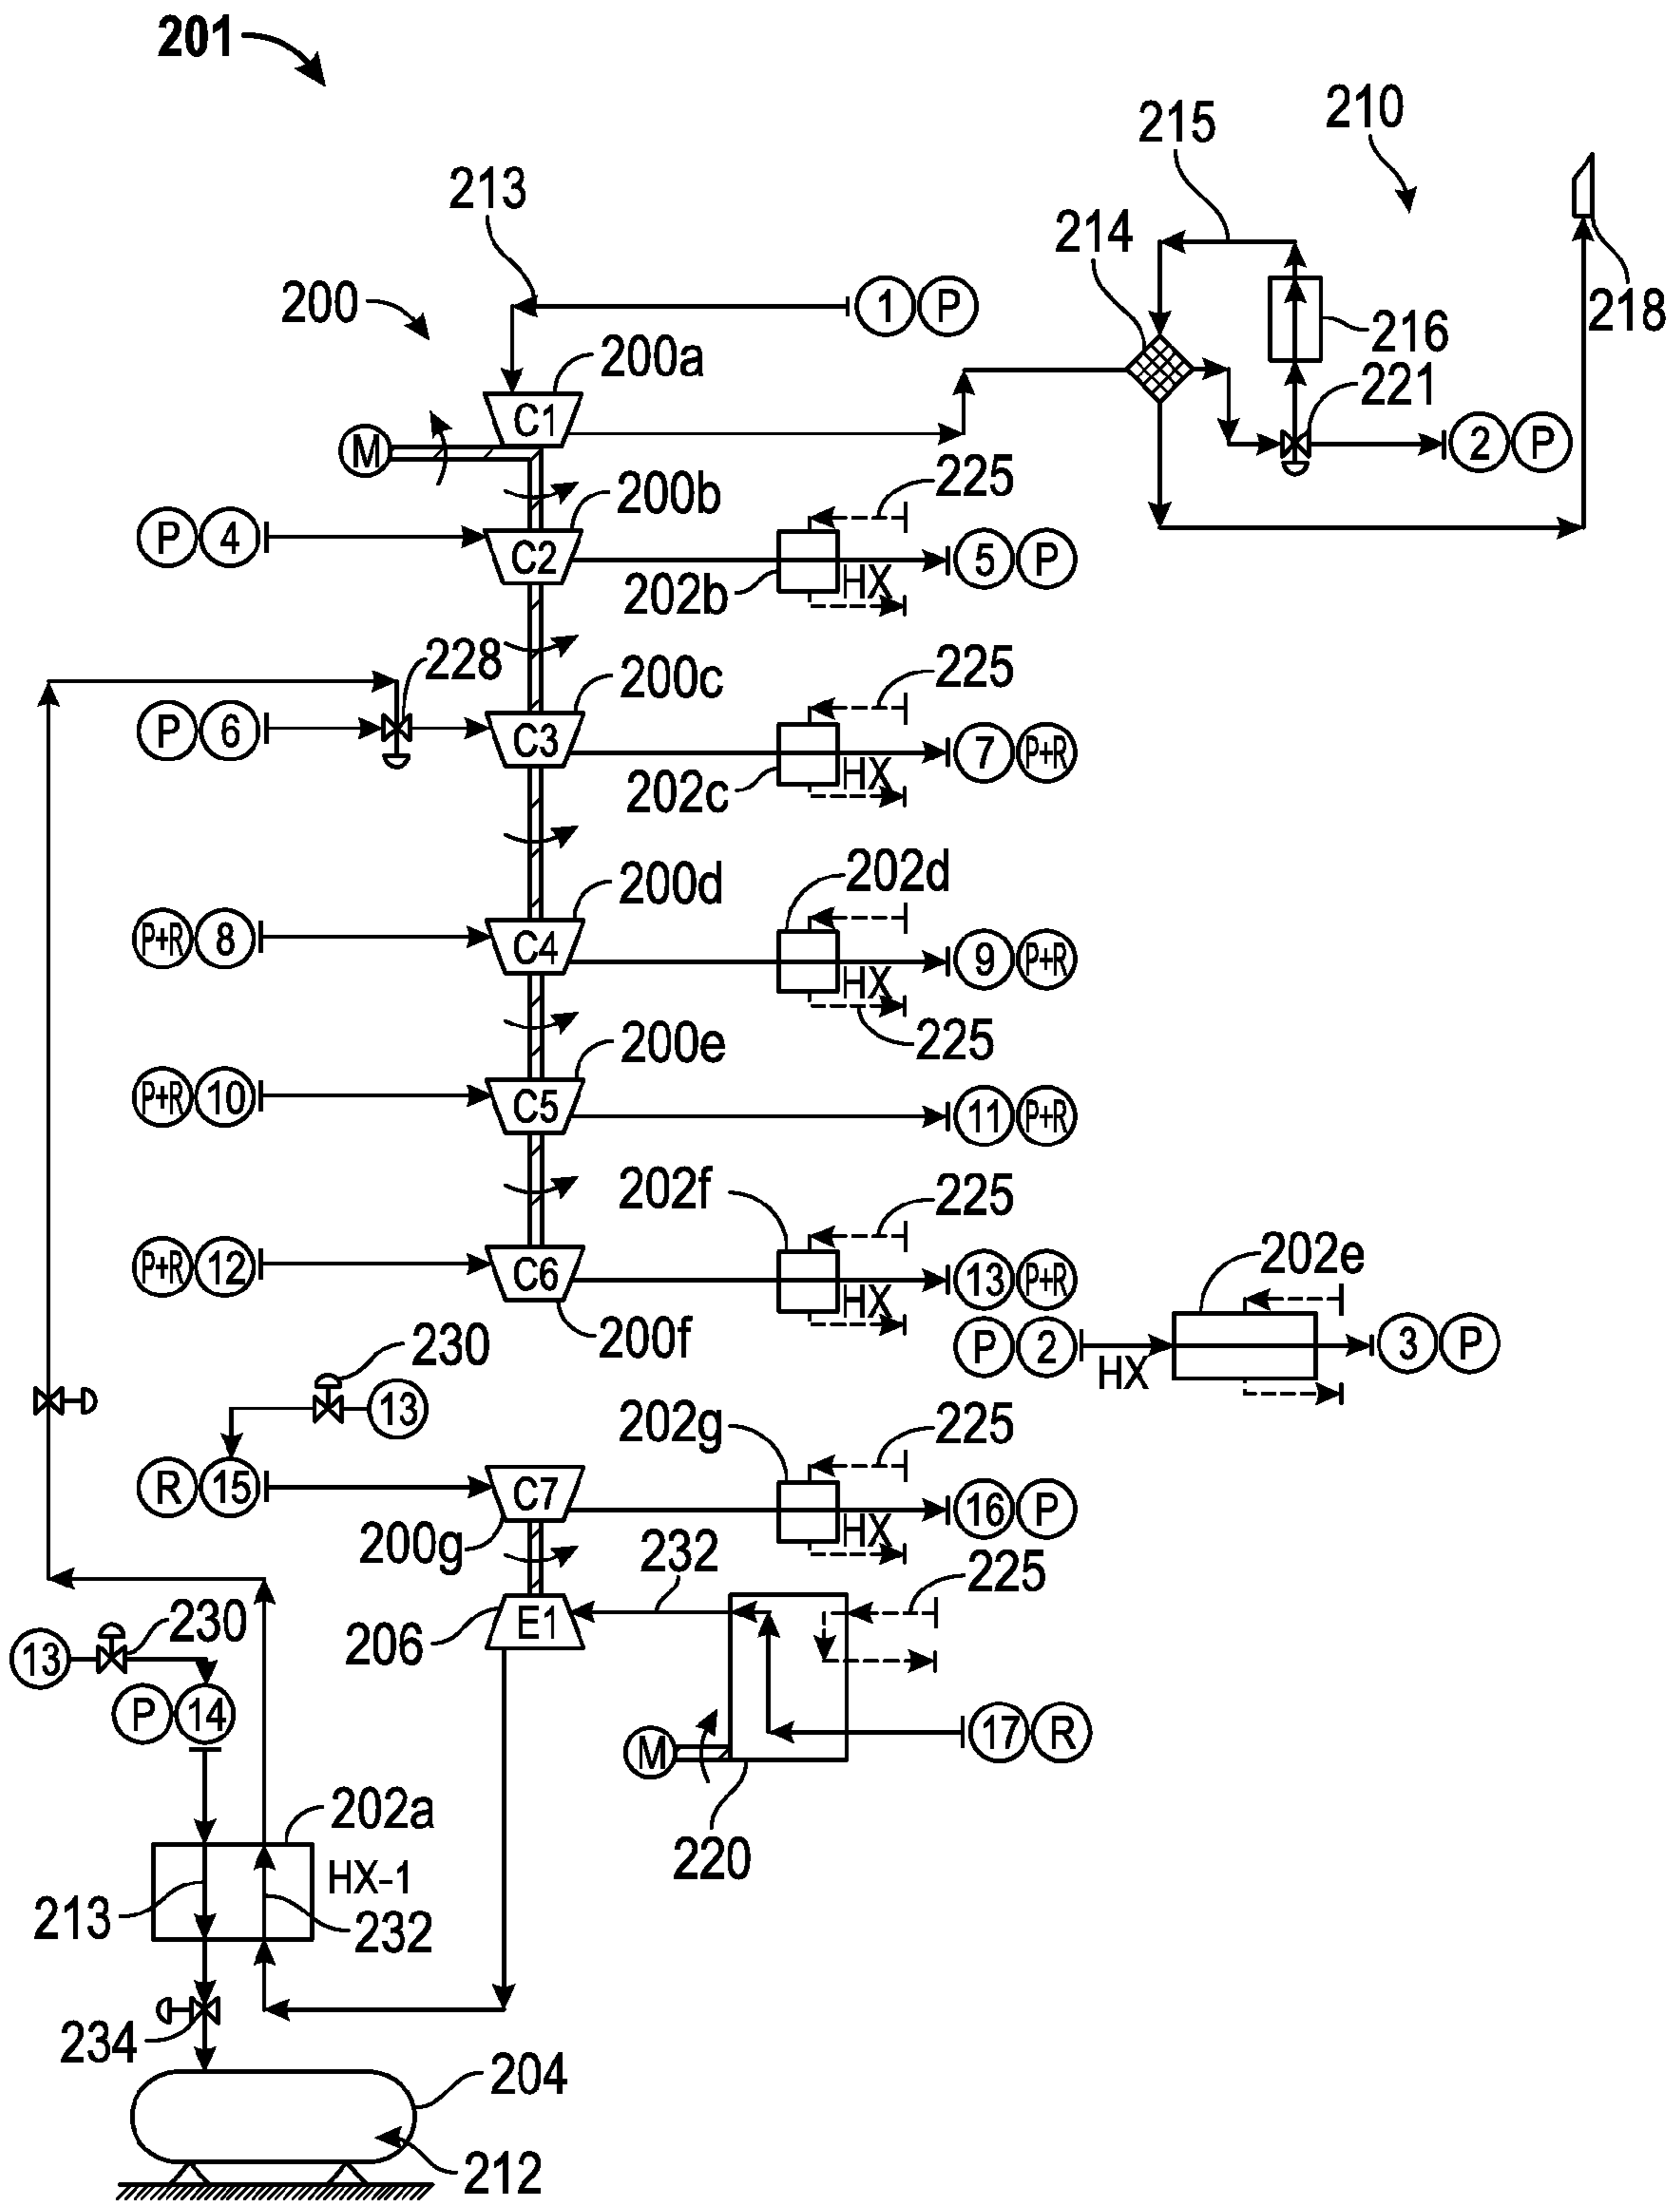 201
215
210
213
214
200
1 P
216
218
200a
221
C1
M
2 P
200b
225
P 4
C2
5 P
202b
HX
228
200c
225
P 6
C3
7 P+R
202c
HX
202d
200d
P+R 8
C4
9 P+R
HX
225
200e
P+R 10
C5
11 P+R
202f
225
202e
P+R 12
C6
13 P+R
HX
200f
P 2
3 P
HX
230
13
202g
225
R 15
C7
16 P
200g
HX
232
225
230
206
E1
13
P 14
17 R
M
202a
220
HX-1
213
232
234
204
212